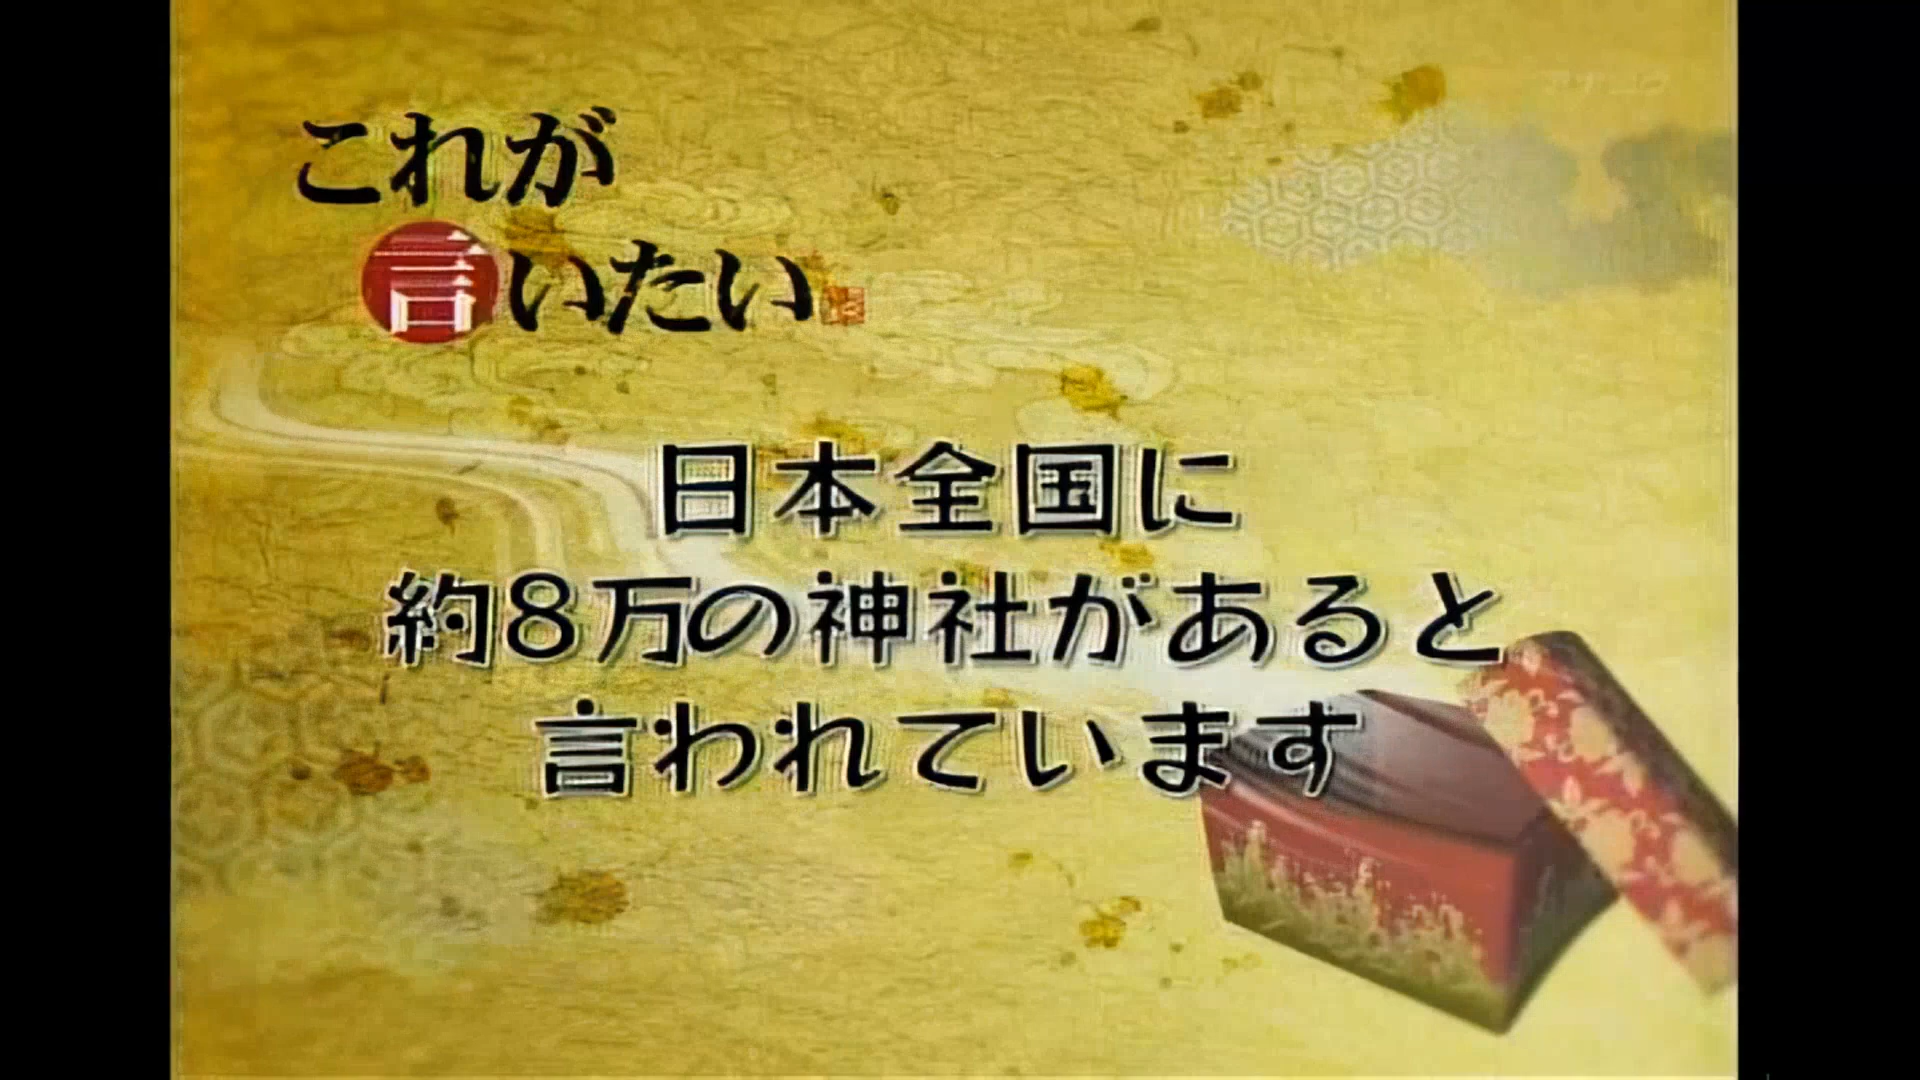 これが
言いたい
日本全国に
約8万の神社があると
言われています